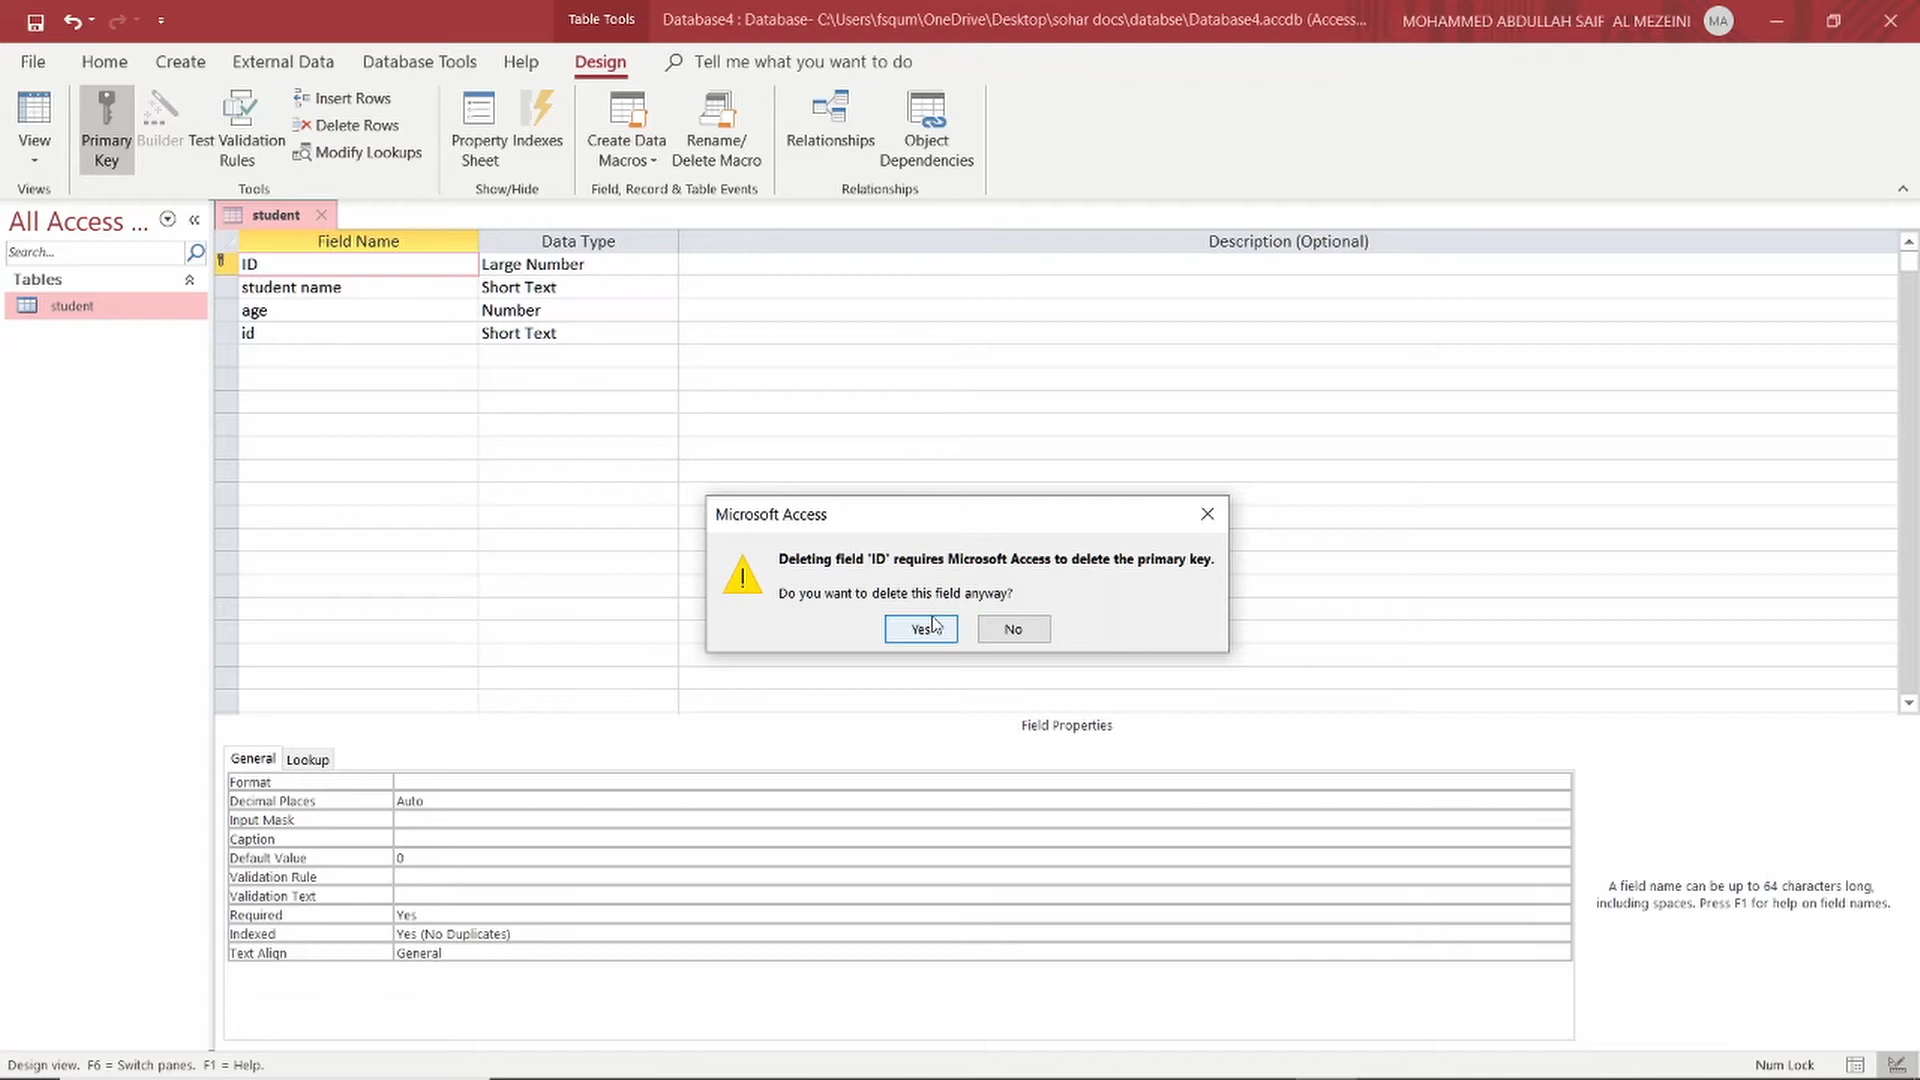 Table Tools
Database4 : Database- C:\Users\fsqum\OneDrive\Desktop\sohar docs\databse\Database4.accdb (Access...
MOHAMMED ABDULLAH SAIF AL MEZEINI
MA
File
Home
Create
External Data
Database Tools
Help
Design
Tell me what you want to do
View
Primary Key
Builder
Test Validation Rules
Insert Rows
Delete Rows
Modify Lookups
Property Sheet
Indexes
Create Data Macros
Rename/ Delete Macro
Relationships
Object Dependencies
Views
Tools
Show/Hide
Field, Record & Table Events
Relationships
All Access ...
Search...
Tables
student
student
Field Name
Data Type
Description (Optional)
ID
Large Number
student name
Short Text
age
Number
id
Short Text
Microsoft Access
Deleting field 'ID' requires Microsoft Access to delete the primary key.
Do you want to delete this field anyway?
Yes
No
Field Properties
General
Lookup
Format
Decimal Places
Auto
Input Mask
Caption
Default Value
0
Validation Rule
Validation Text
Required
Yes
Indexed
Yes (No Duplicates)
Text Align
General
A field name can be up to 64 characters long,
including spaces. Press F1 for help on field names.
Design view. F6 = Switch panes. F1 = Help.
Num Lock